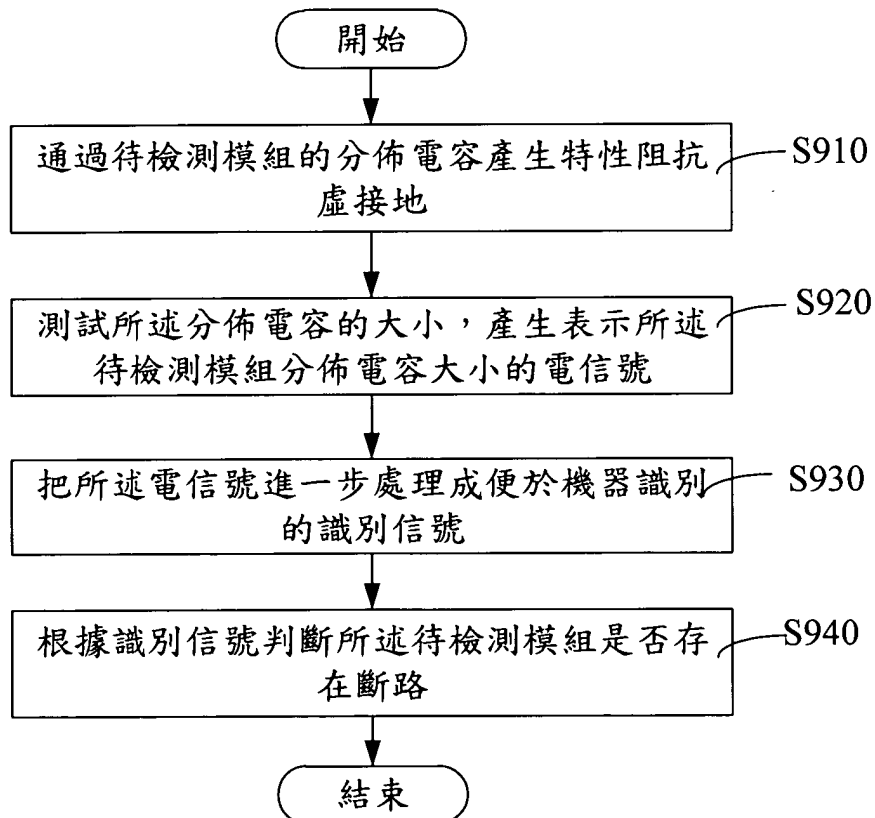 開始
通過待檢測模組的分佈電容產生特性阻抗
虛接地
S910
測試所述分佈電容的大小，產生表示所述
待檢測模組分佈電容大小的電信號
S920
把所述電信號進一步處理成便於機器識別
的識別信號
S930
根據識別信號判斷所述待檢測模組是否存
在斷路
S940
結束